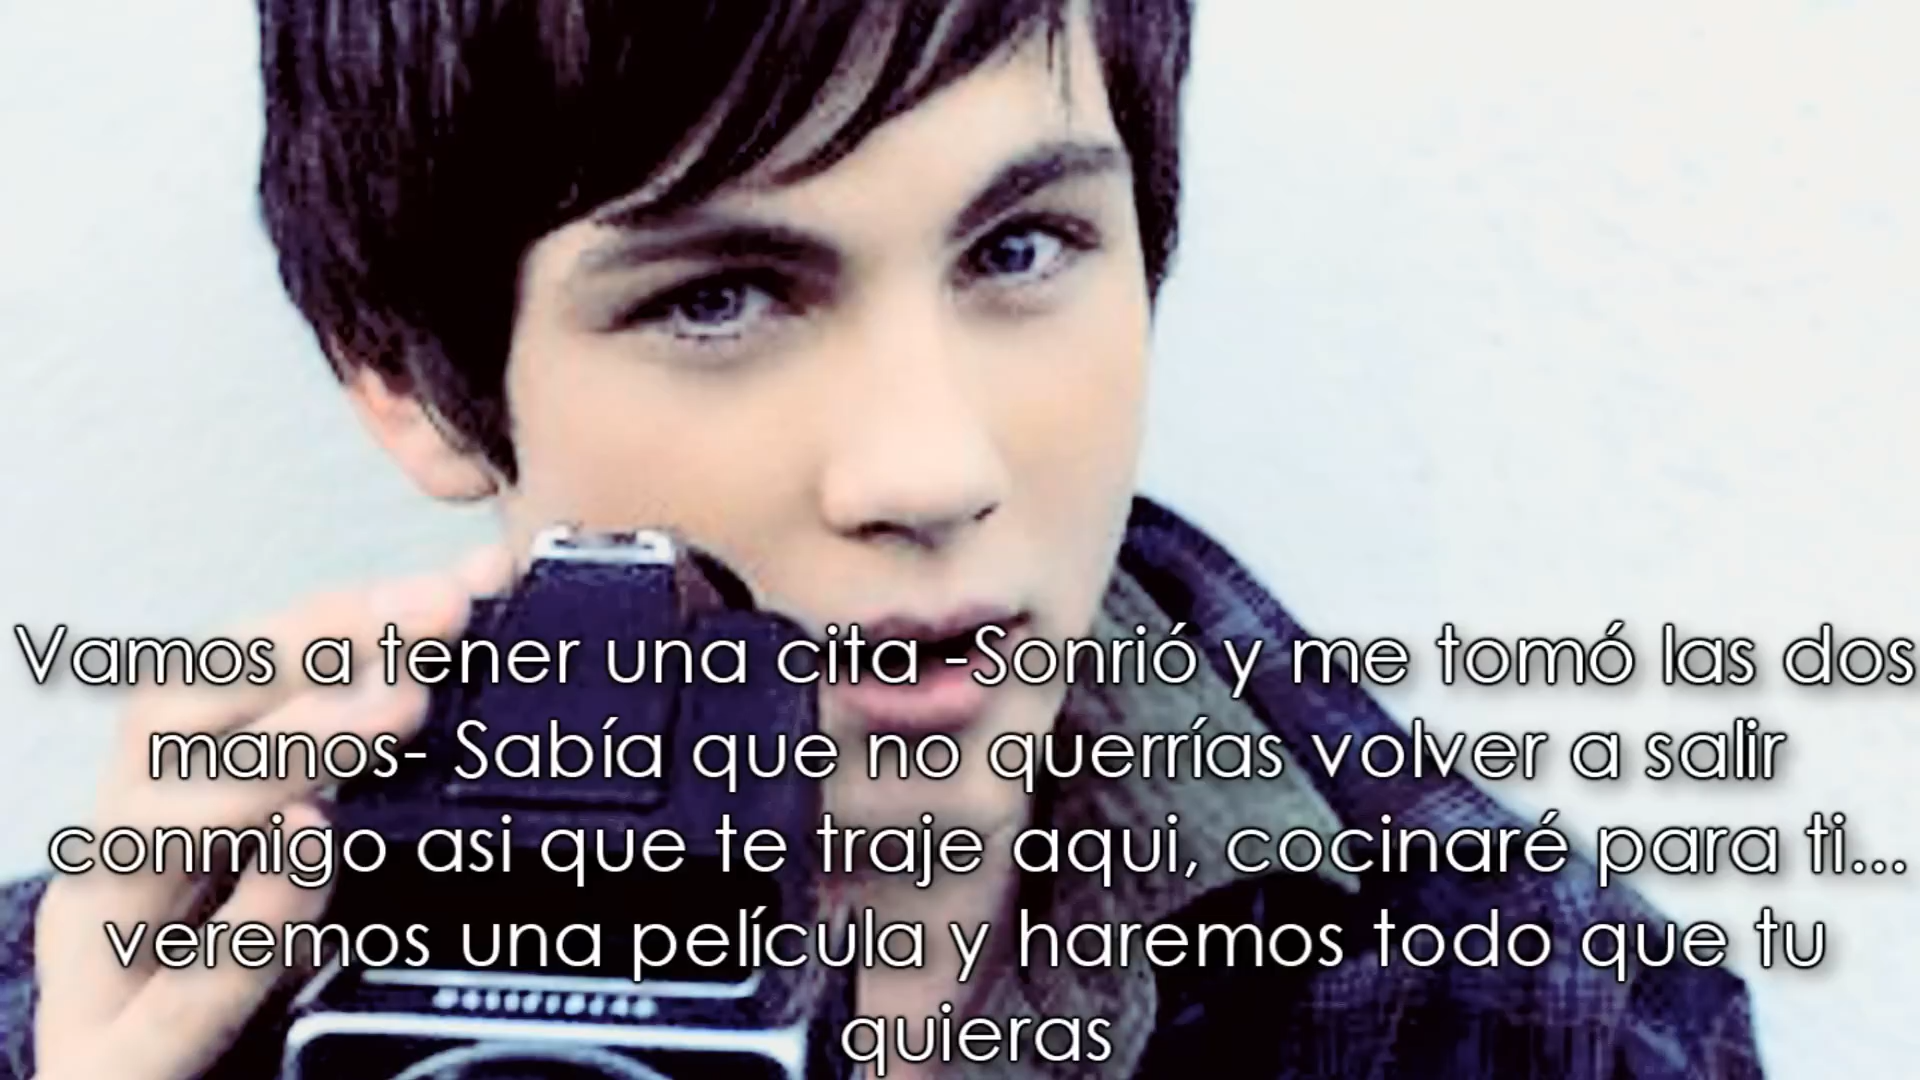 Vamos a tener una cita -Sonrió y me tomó las dos
manos- Sabía que no querrías volver a salir
conmigo asi que te traje aqui, cocinaré para ti...
veremos una película y haremos todo que tu
quieras
HASSELBLAD